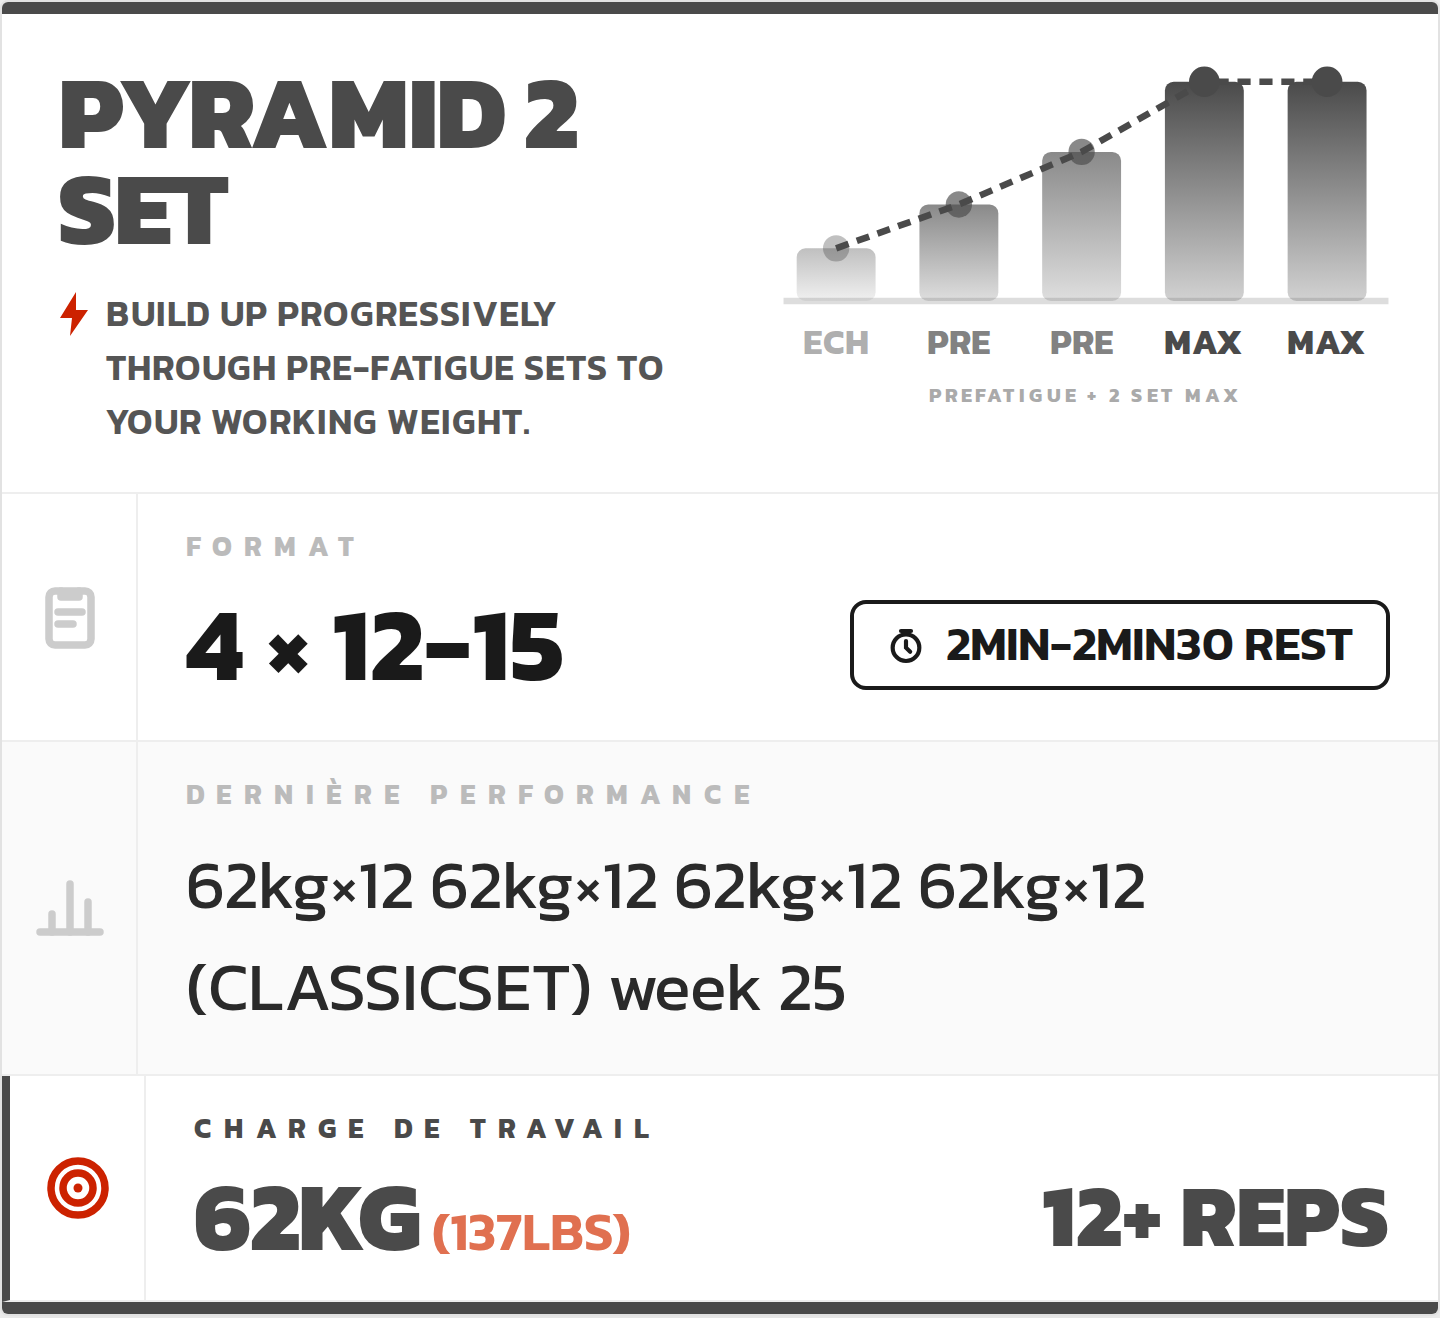 PYRAMID 2
SET
BUILD UP PROGRESSIVELY
THROUGH PRE-FATIGUE SETS TO
YOUR WORKING WEIGHT.
ECH PRE PRE MAX MAX
PREFATIGUE + 2 SET MAX
FORMAT
4 × 12–15
2MIN–2MIN30 REST
DERNIÈRE PERFORMANCE
62kg×12 62kg×12 62kg×12 62kg×12
(CLASSICSET) week 25
CHARGE DE TRAVAIL
62KG (137LBS)
12+ REPS